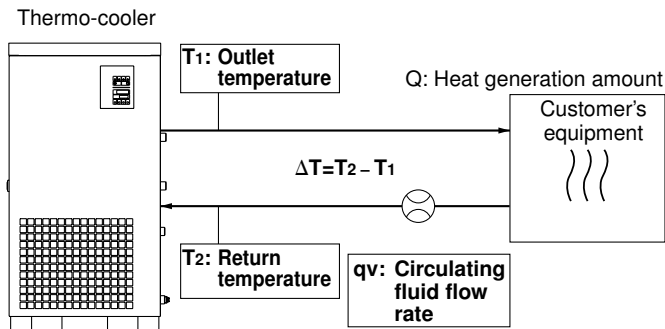 Thermo-cooler
T1: Outlet
temperature
Q: Heat generation amount
Customer's
equipment
ΔT=T2 – T1
T2: Return
temperature
qv: Circulating
fluid flow
rate